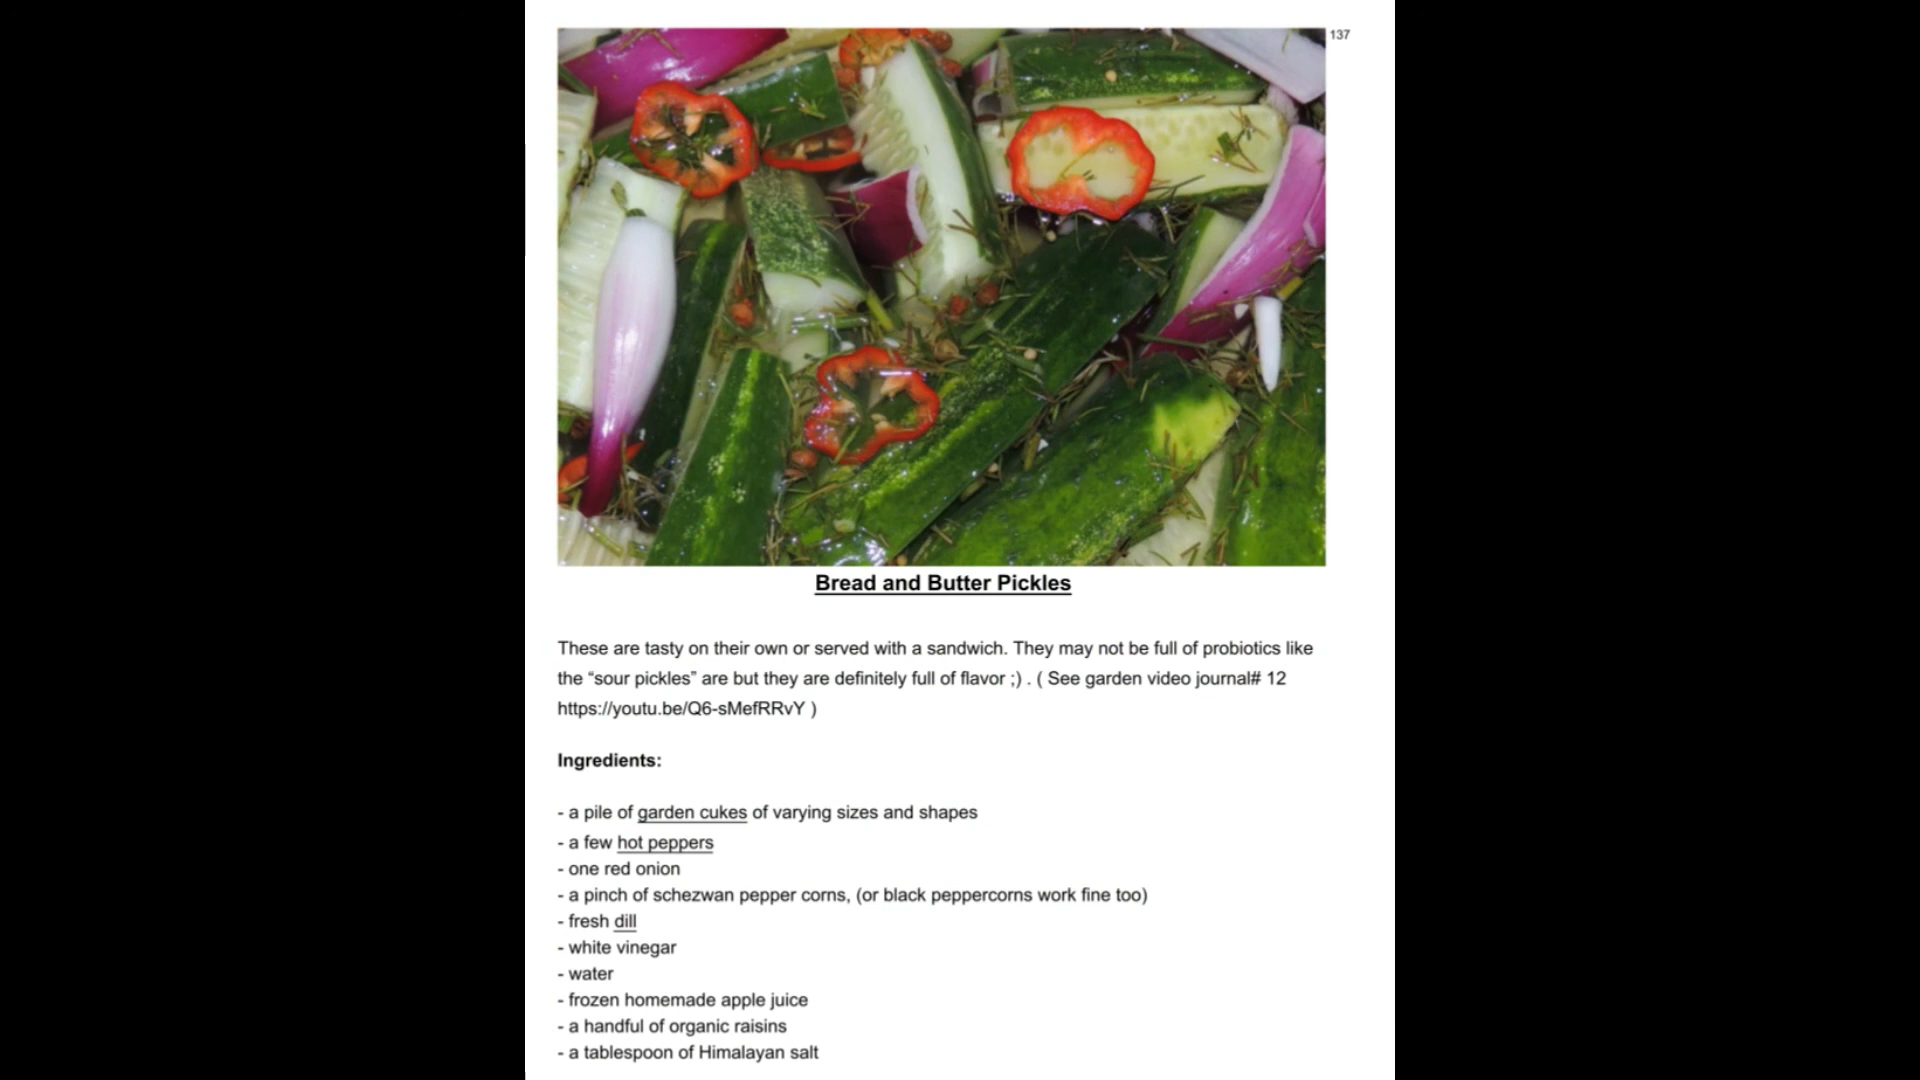 137
Bread and Butter Pickles
These are tasty on their own or served with a sandwich. They may not be full of probiotics like
the “sour pickles” are but they are definitely full of flavor ;) . ( See garden video journal# 12
https://youtu.be/Q6-sMefRRvY )
Ingredients:
- a pile of garden cukes of varying sizes and shapes
- a few hot peppers
- one red onion
- a pinch of schezwan pepper corns, (or black peppercorns work fine too)
- fresh dill
- white vinegar
- water
- frozen homemade apple juice
- a handful of organic raisins
- a tablespoon of Himalayan salt